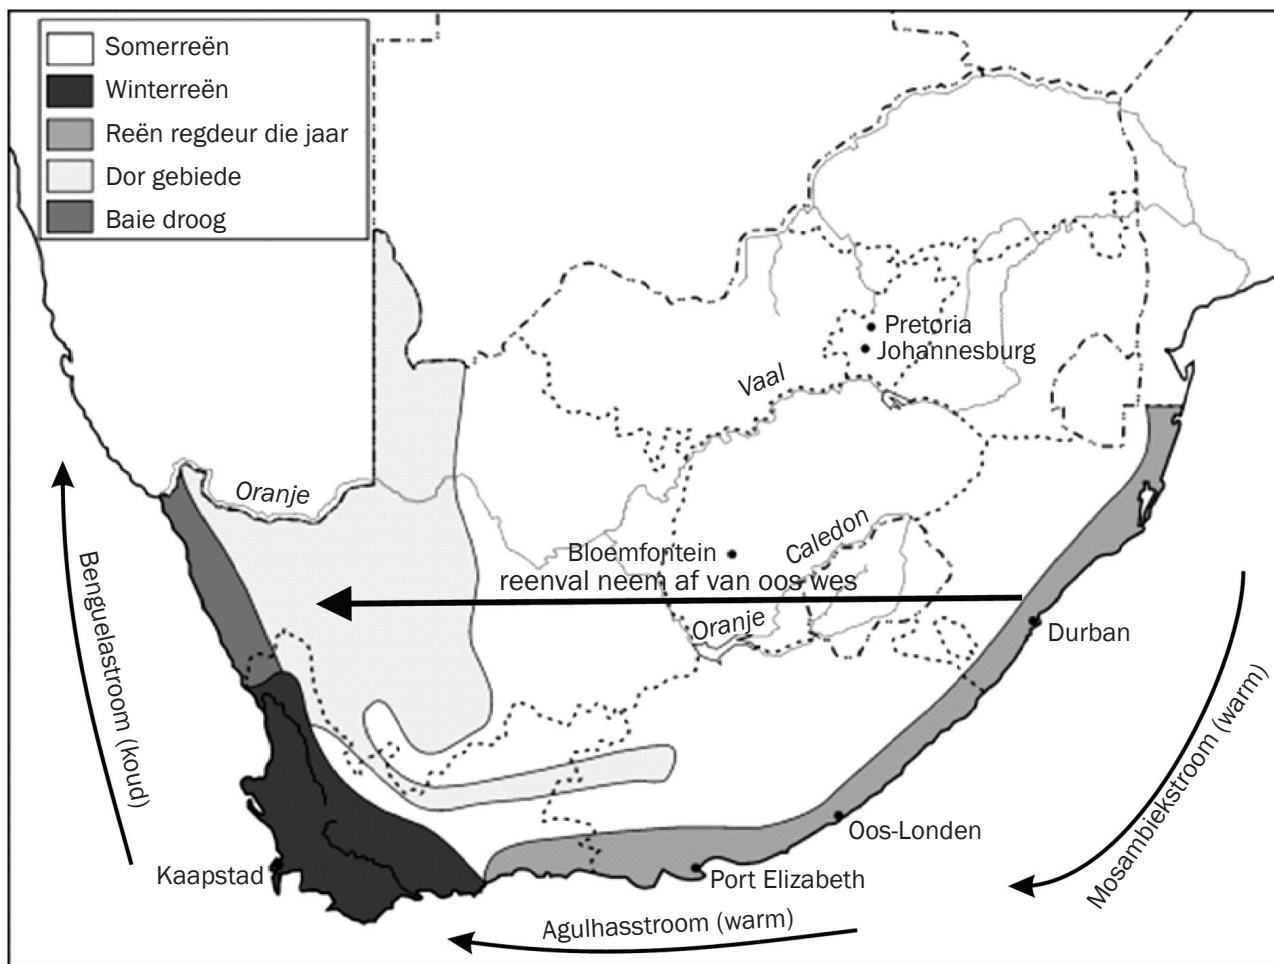 Somerreën
Winterreën
Reën regdeur die jaar
Dor gebiede
Baie droog
Pretoria
Johannesburg
Vaal
Oranje
Caledon
Bloemfontein
reenval neem af van oos wes
Oranje
Durban
Benguelastroom (koud)
Mosambiekstroom (warm)
Oos-Londen
Kaapstad
Port Elizabeth
Agulhasstroom (warm)